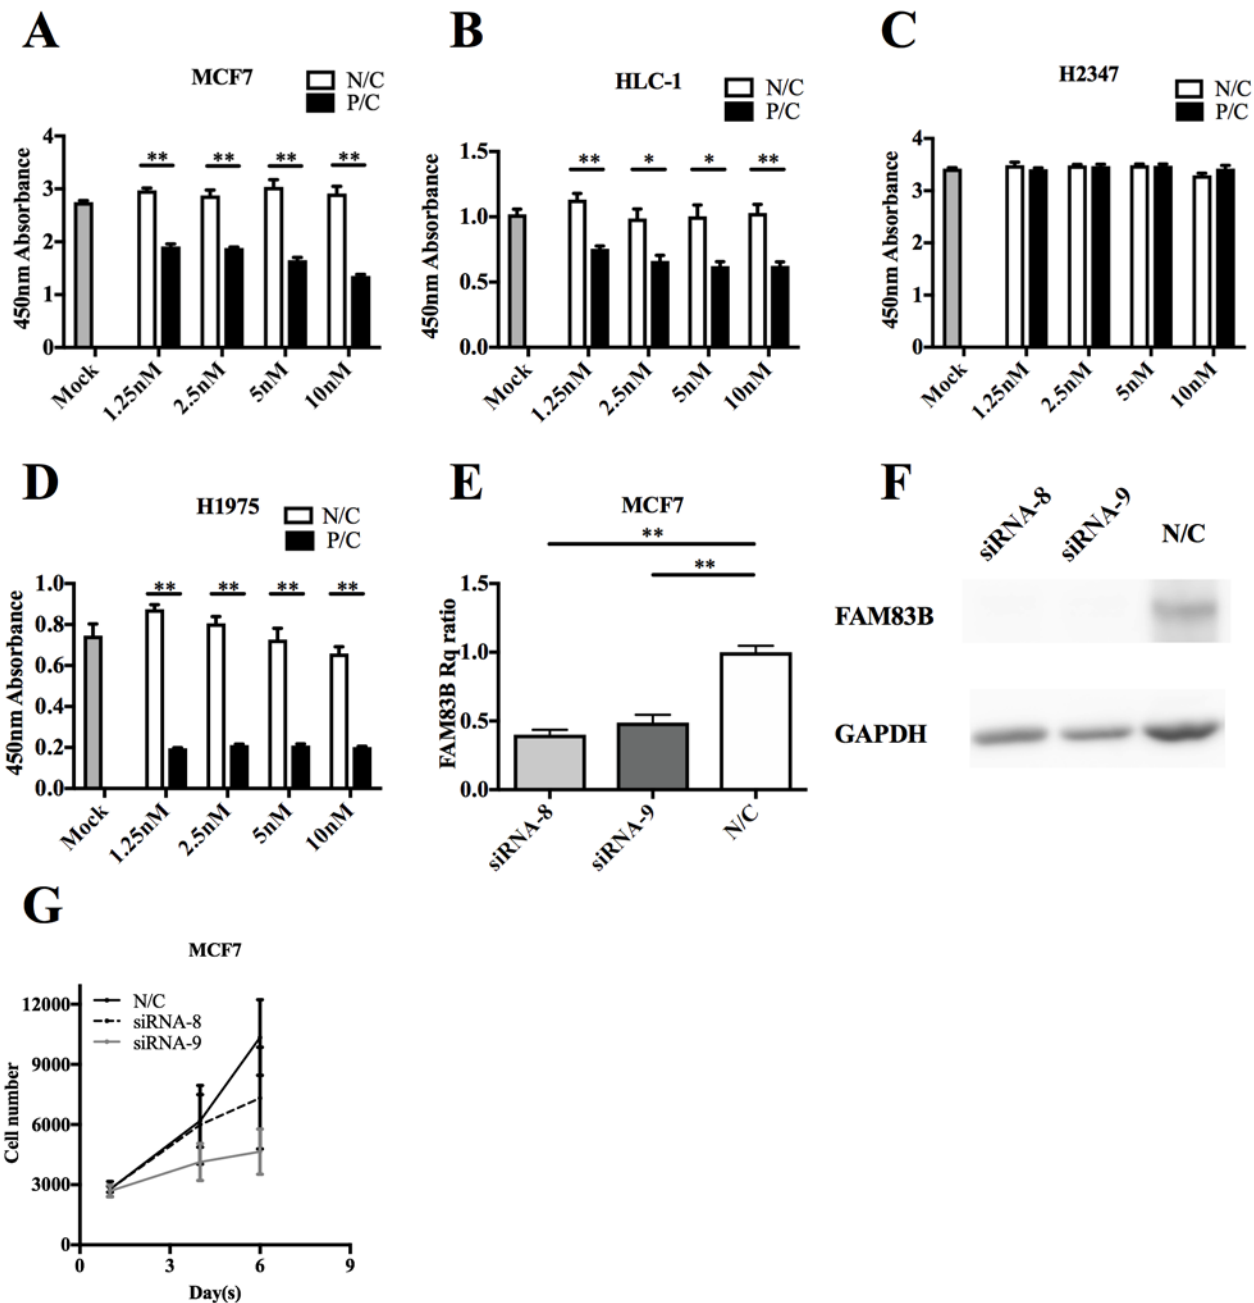 A
MCF7
N/C
P/C
450nm Absorbance
4
3
2
1
0
** ** ** **
Mock 1.25nM 2.5nM 5nM 10nM
B
HLC-1
N/C
P/C
450nm Absorbance
1.5
1.0
0.5
0.0
** * * **
Mock 1.25nM 2.5nM 5nM 10nM
C
H2347
N/C
P/C
450nm Absorbance
4
3
2
1
0
Mock 1.25nM 2.5nM 5nM 10nM
D
H1975
N/C
P/C
450nm Absorbance
1.0
0.8
0.6
0.4
0.2
0.0
** ** ** **
Mock 1.25nM 2.5nM 5nM 10nM
E
MCF7
**
**
FAM83B Rq ratio
1.5
1.0
0.5
0.0
siRNA-8 siRNA-9 N/C
F
siRNA-8 siRNA-9 N/C
FAM83B
GAPDH
G
MCF7
N/C
siRNA-8
siRNA-9
Cell number
12000
9000
6000
3000
0
0 3 6 9
Day(s)